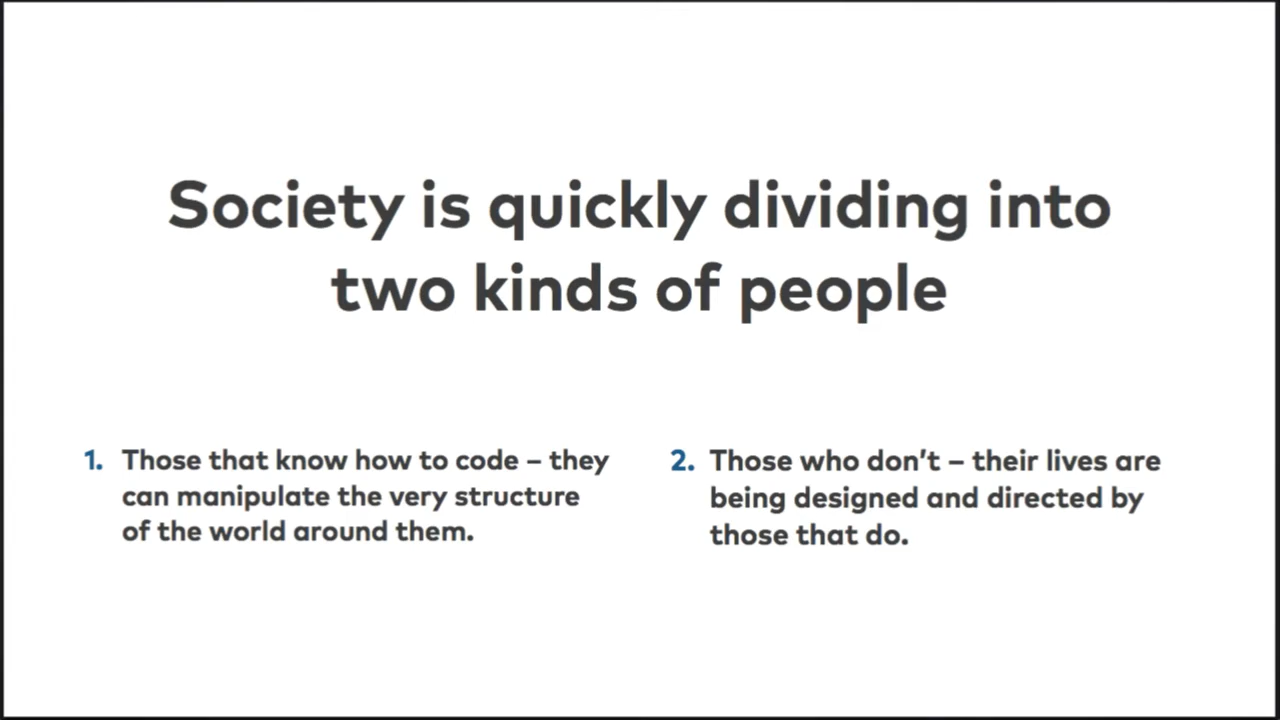 Society is quickly dividing into
two kinds of people
1. Those that know how to code – they
can manipulate the very structure
of the world around them.
2. Those who don’t – their lives are
being designed and directed by
those that do.